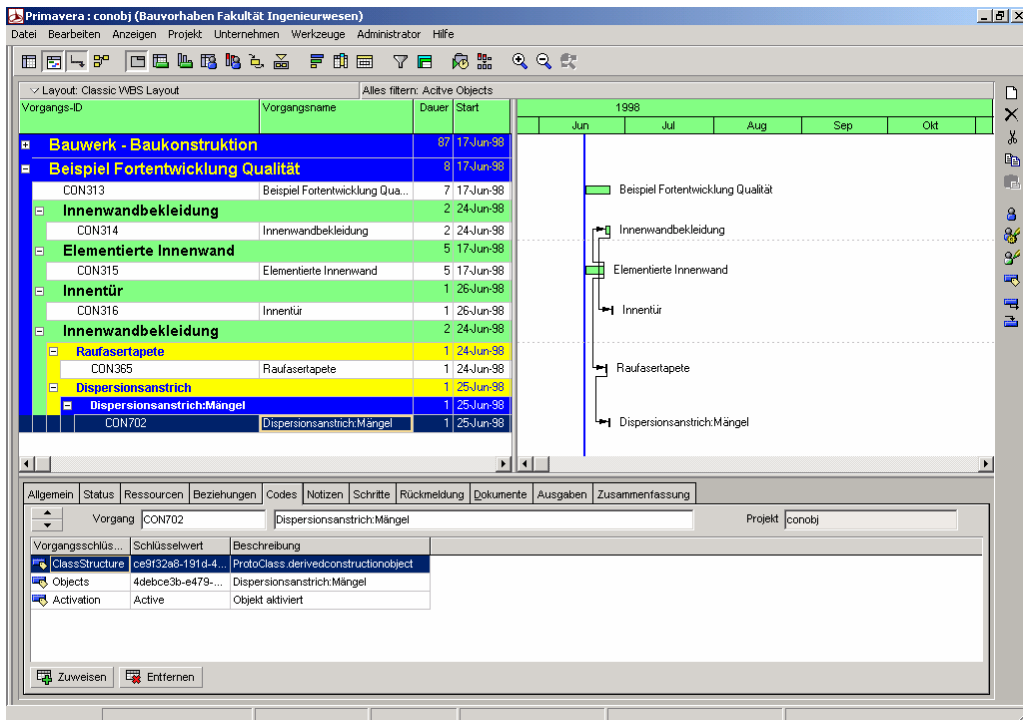 Primavera : conobj (Bauvorhaben Fakultät Ingenieurwesen)
Datei Bearbeiten Anzeigen Projekt Unternehmen Werkzeuge Administrator Hilfe
Layout: Classic WBS Layout Alles filtern: Acitve Objects
Vorgangs-ID Vorgangsname Dauer Start 1998
Jun Jul Aug Sep Okt
Bauwerk - Baukonstruktion 87 17-Jun-98
Beispiel Fortentwicklung Qualität 8 17-Jun-98
CON313 Beispiel Fortentwicklung Qua... 7 17-Jun-98 Beispiel Fortentwicklung Qualität
Innenwandbekleidung 2 24-Jun-98
CON314 Innenwandbekleidung 2 24-Jun-98 Innenwandbekleidung
Elementierte Innenwand 5 17-Jun-98
CON315 Elementierte Innenwand 5 17-Jun-98 Elementierte Innenwand
Innentür 1 26-Jun-98
CON316 Innentür 1 26-Jun-98 Innentür
Innenwandbekleidung 2 24-Jun-98
Raufasertapete 1 24-Jun-98
CON365 Raufasertapete 1 24-Jun-98 Raufasertapete
Dispersionsanstrich 1 25-Jun-98
Dispersionsanstrich:Mängel 1 25-Jun-98
CON702 Dispersionsanstrich:Mängel 1 25-Jun-98 Dispersionsanstrich:Mängel
Allgemein Status Ressourcen Beziehungen Codes Notizen Schritte Rückmeldung Dokumente Ausgaben Zusammenfassung
Vorgang CON702 Dispersionsanstrich:Mängel Projekt conobj
Vorgangsschlüs... Schlüsselwert Beschreibung
ClassStructure ce9f32a8-191d-4... ProtoClass.derivedconstructionobject
Objects 4debce3b-e479-... Dispersionsanstrich:Mängel
Activation Active Objekt aktiviert
Zuweisen Entfernen